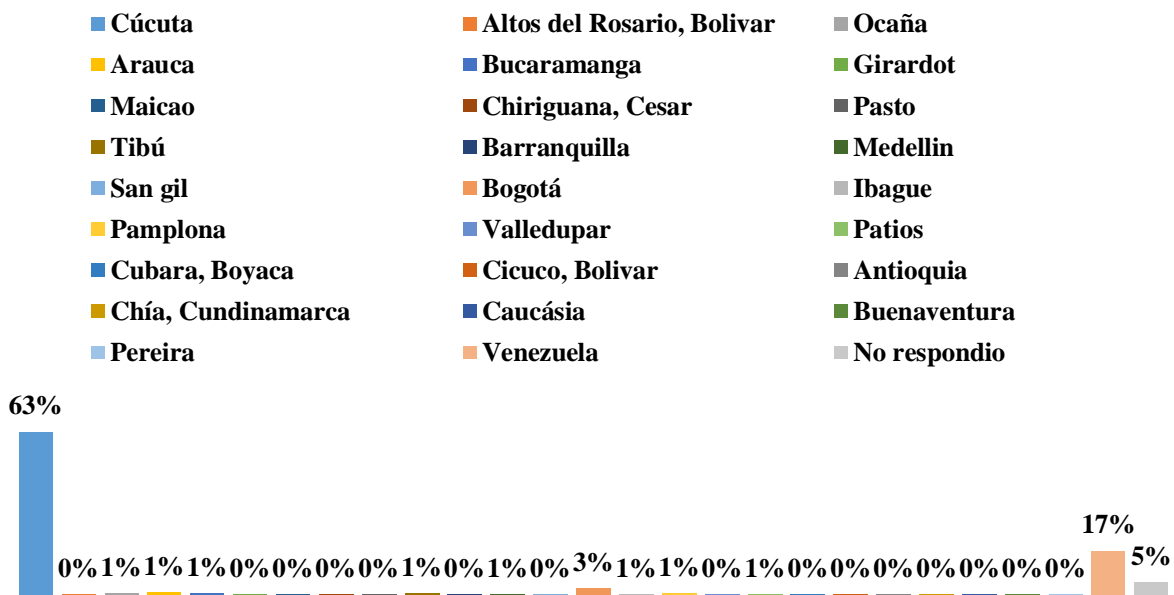 Cúcuta Altos del Rosario, Bolivar Ocaña
Arauca Bucaramanga Girardot
Maicao Chiriguana, Cesar Pasto
Tibú Barranquilla Medellin
San gil Bogotá Ibague
Pamplona Valledupar Patios
Cubara, Boyaca Cicuco, Bolivar Antioquia
Chía, Cundinamarca Caucásia Buenaventura
Pereira Venezuela No respondio
63%
17%
0% 1% 1% 1% 0% 0% 0% 0% 1% 0% 1% 0% 3% 1% 1% 0% 1% 0% 0% 0% 0% 0% 0% 0% 5%